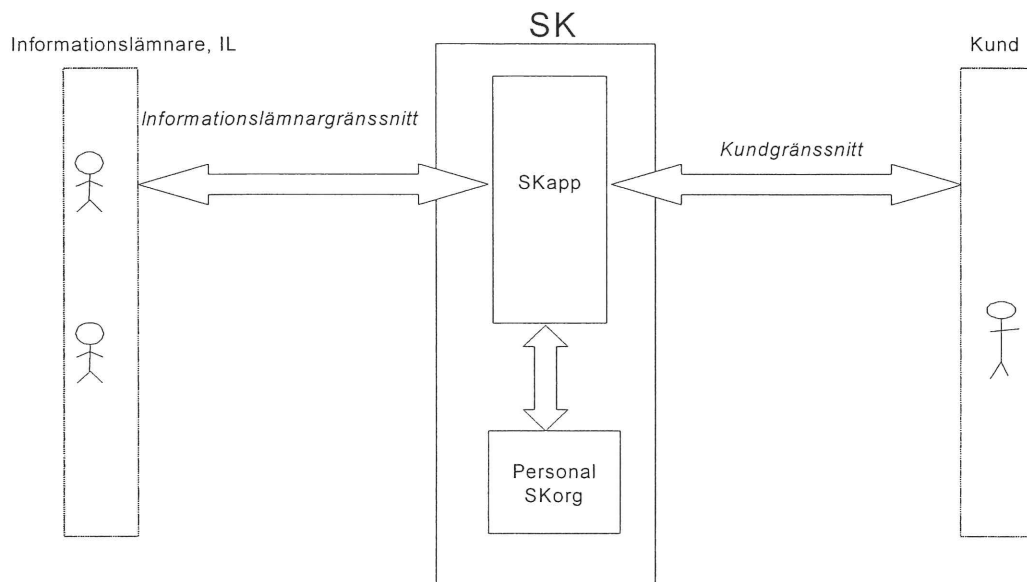 SK
Informationslämnare, IL
Kund
Informationslämnargränssnitt
Kundgränssnitt
SKapp
Personal
SKorg